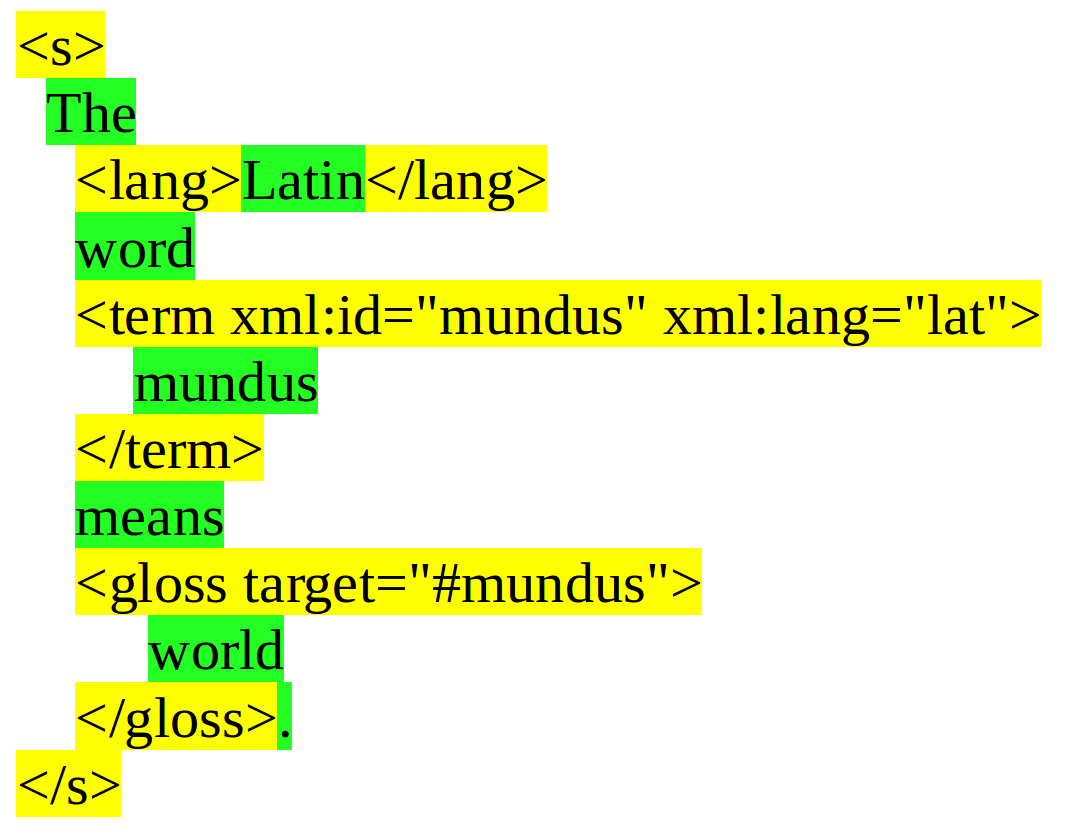 <s>
The
<lang>Latin</lang>
word
<term xml:id="mundus" xml:lang="lat">
mundus
</term>
means
<gloss target="#mundus">
world
</gloss>.
</s>